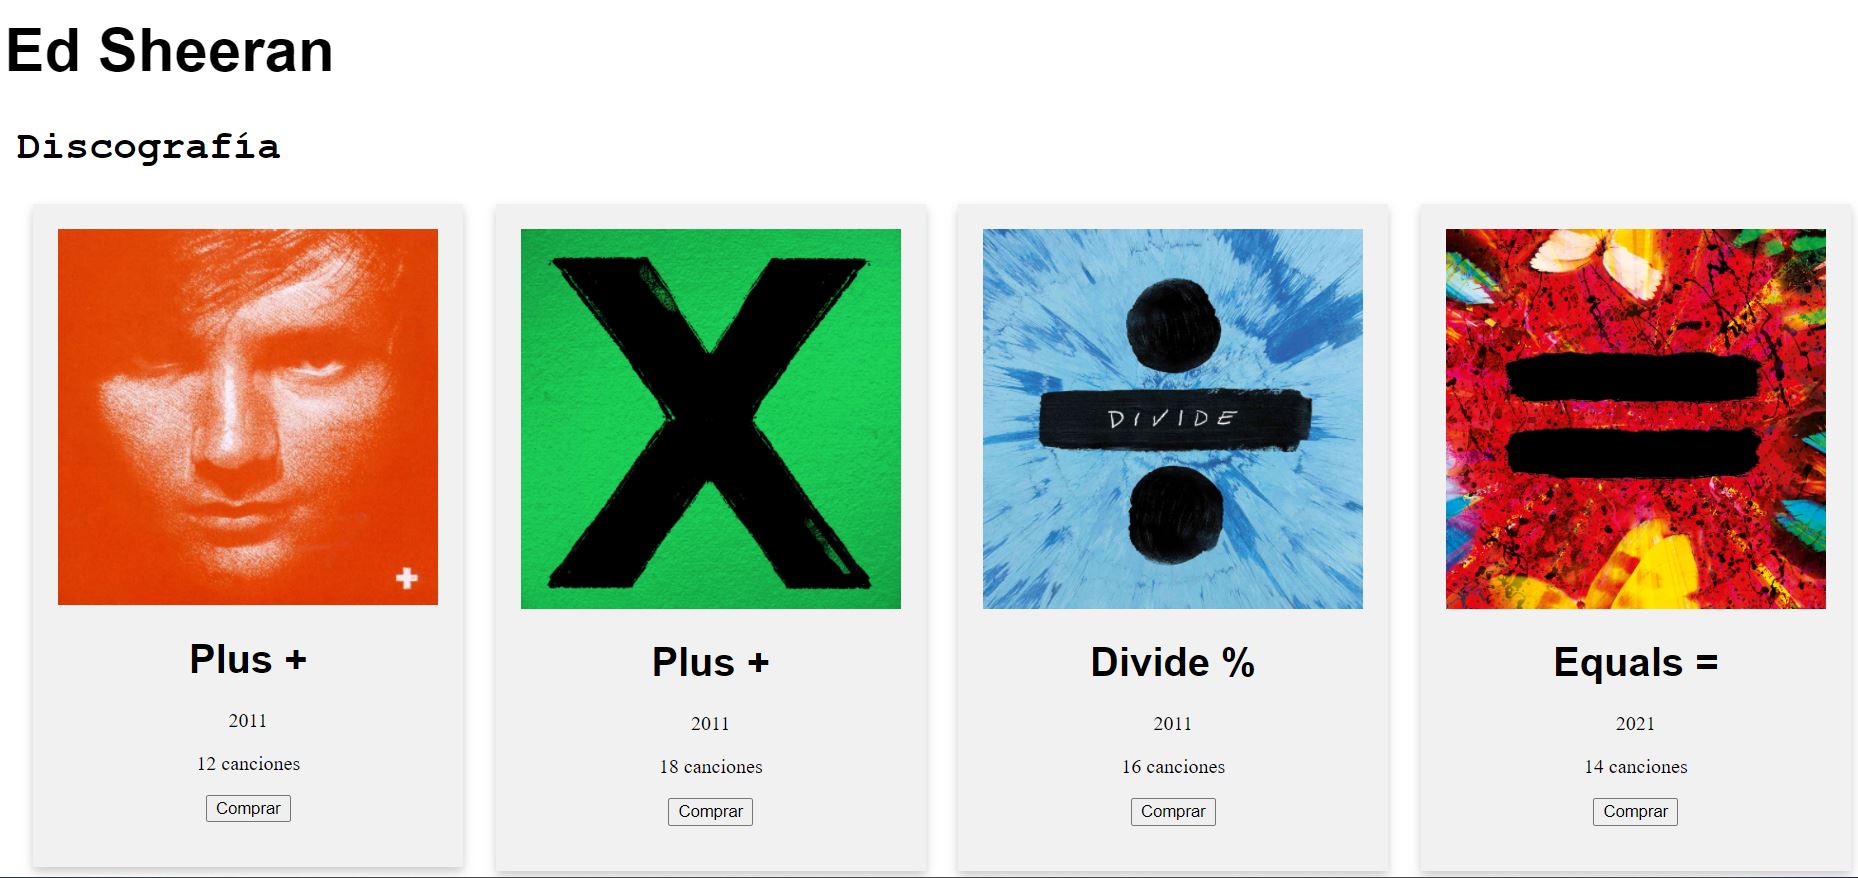 Ed Sheeran
Discografía
+
X
DIVIDE
Plus +
2011
12 canciones
Comprar
Plus +
2011
18 canciones
Comprar
Divide %
2011
16 canciones
Comprar
Equals =
2021
14 canciones
Comprar